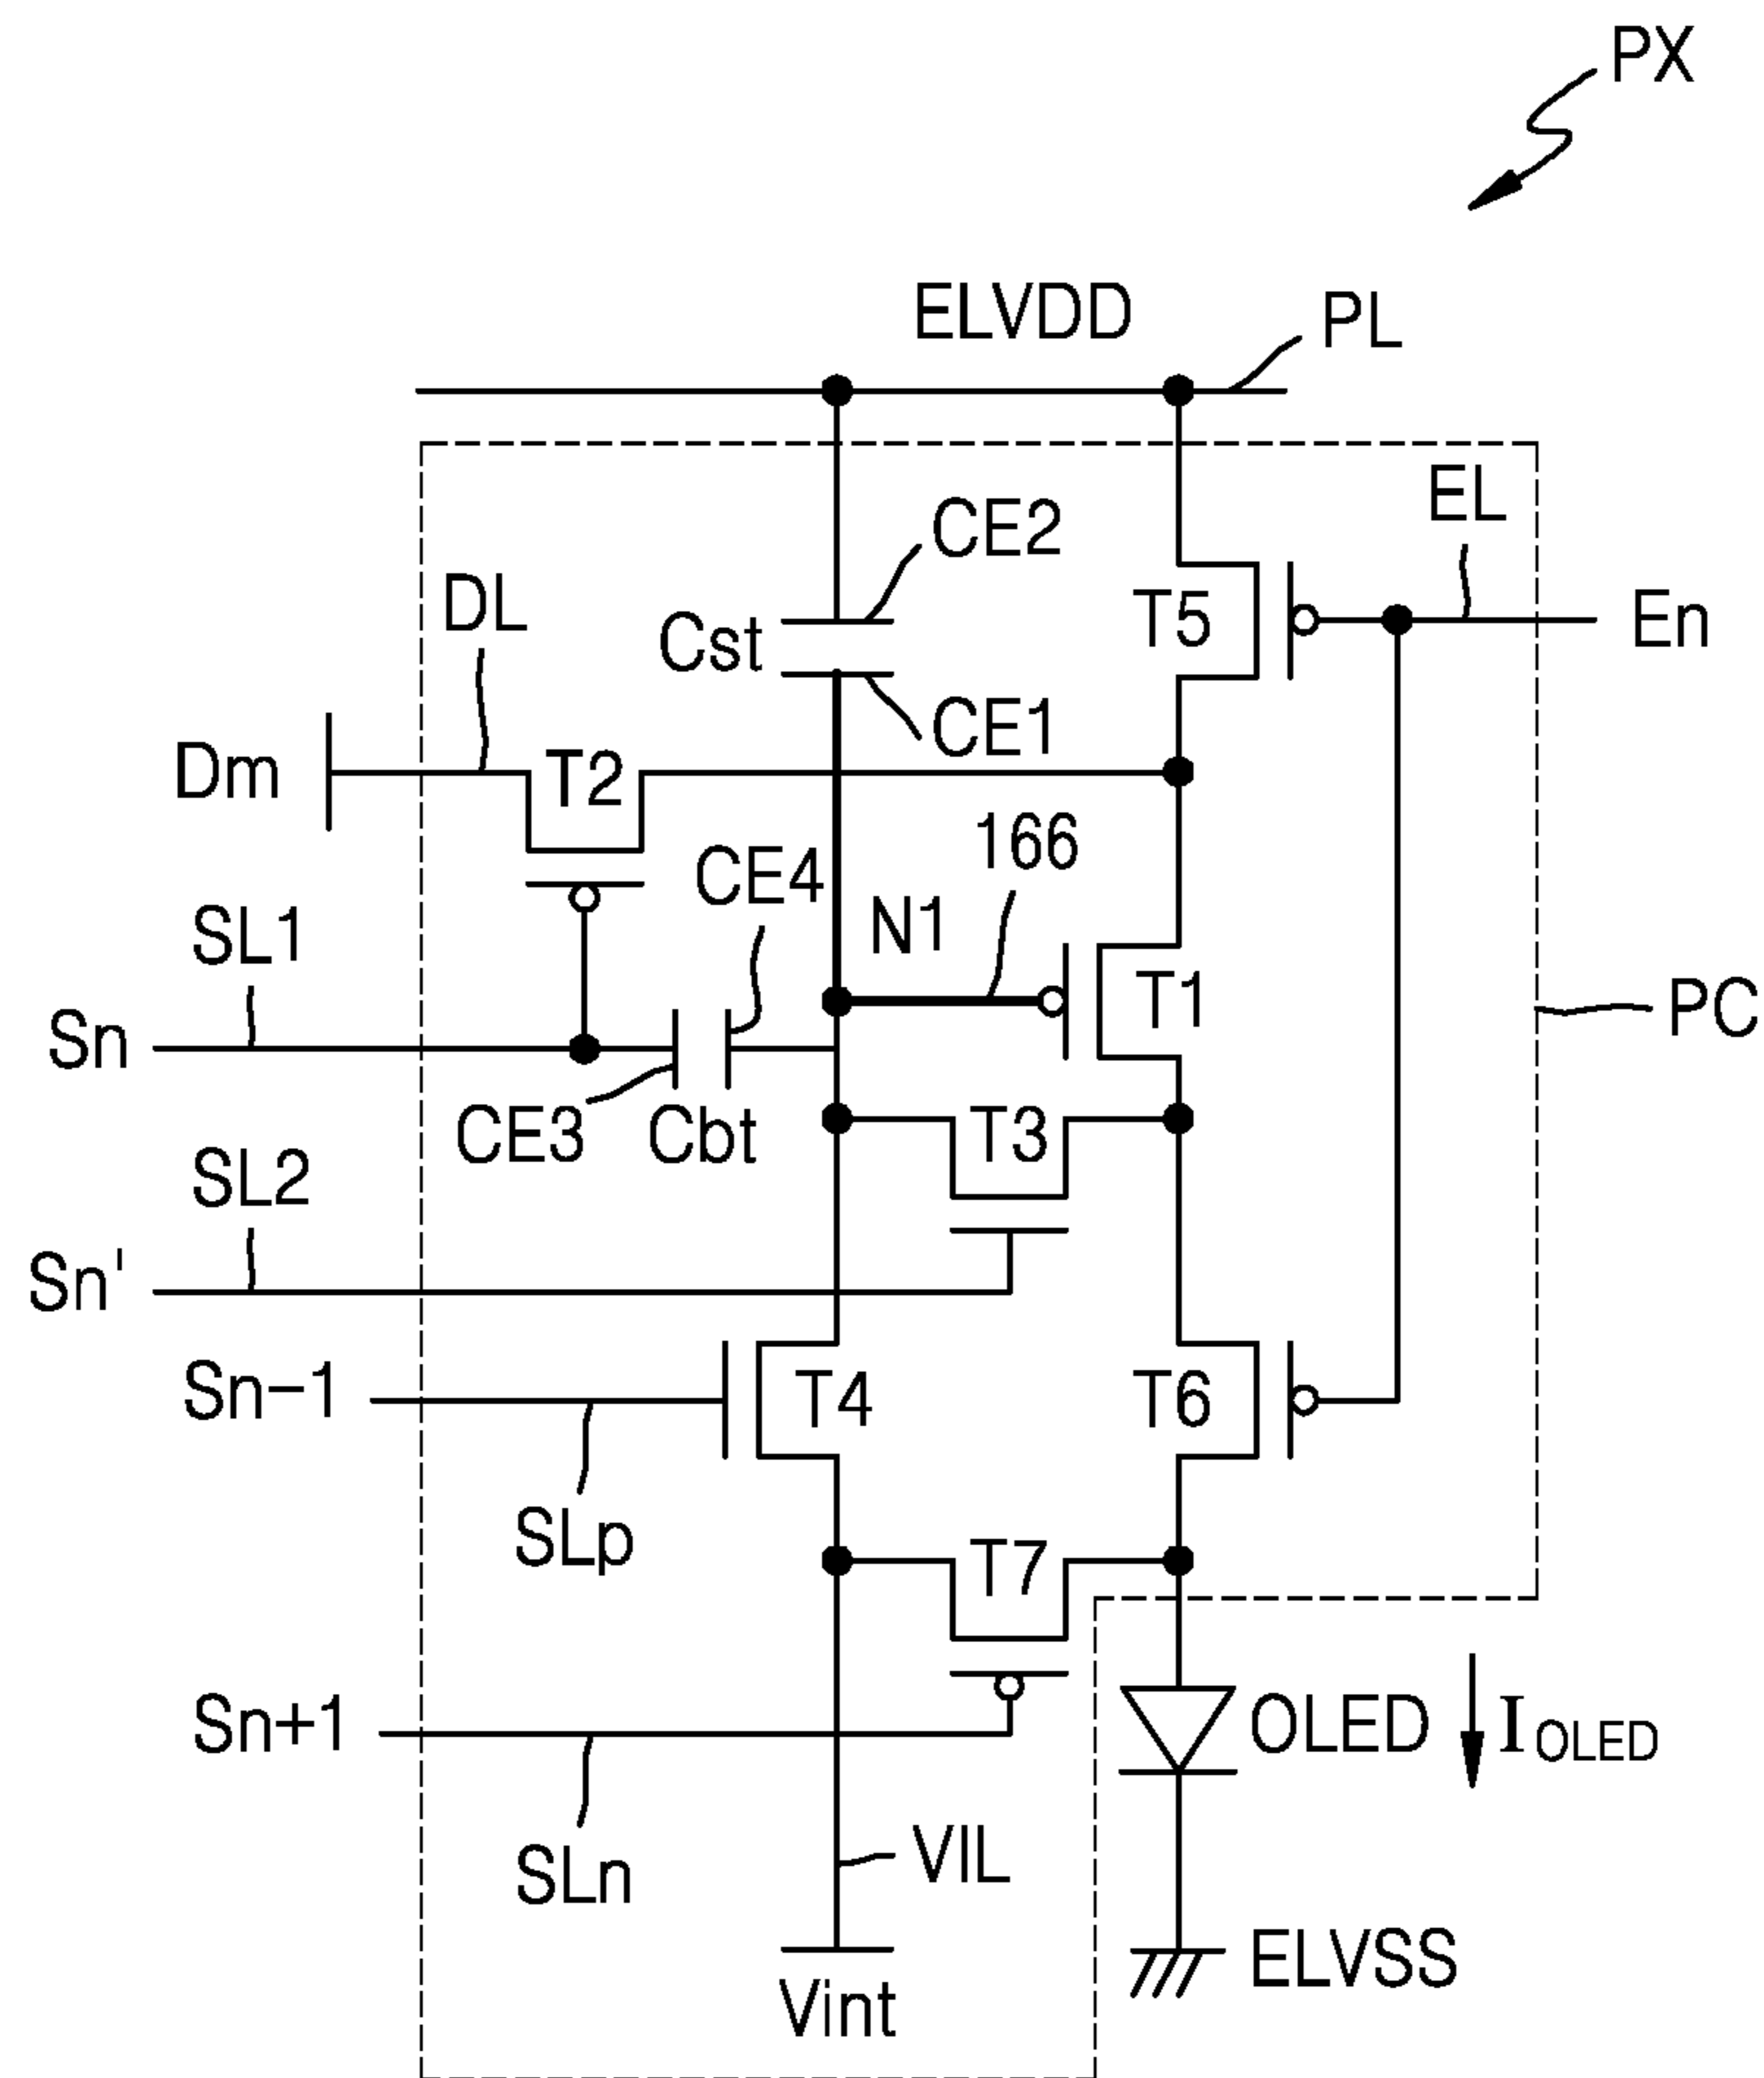 PX
ELVDD
PL
EL
CE2
DL
Cst
T5
En
CE1
Dm
T2
166
CE4
N1
SL1
T1
PC
Sn
CE3
Cbt
T3
SL2
Sn'
Sn-1
T4
T6
SLp
T7
Sn+1
OLED
IOLED
SLn
VIL
ELVSS
Vint